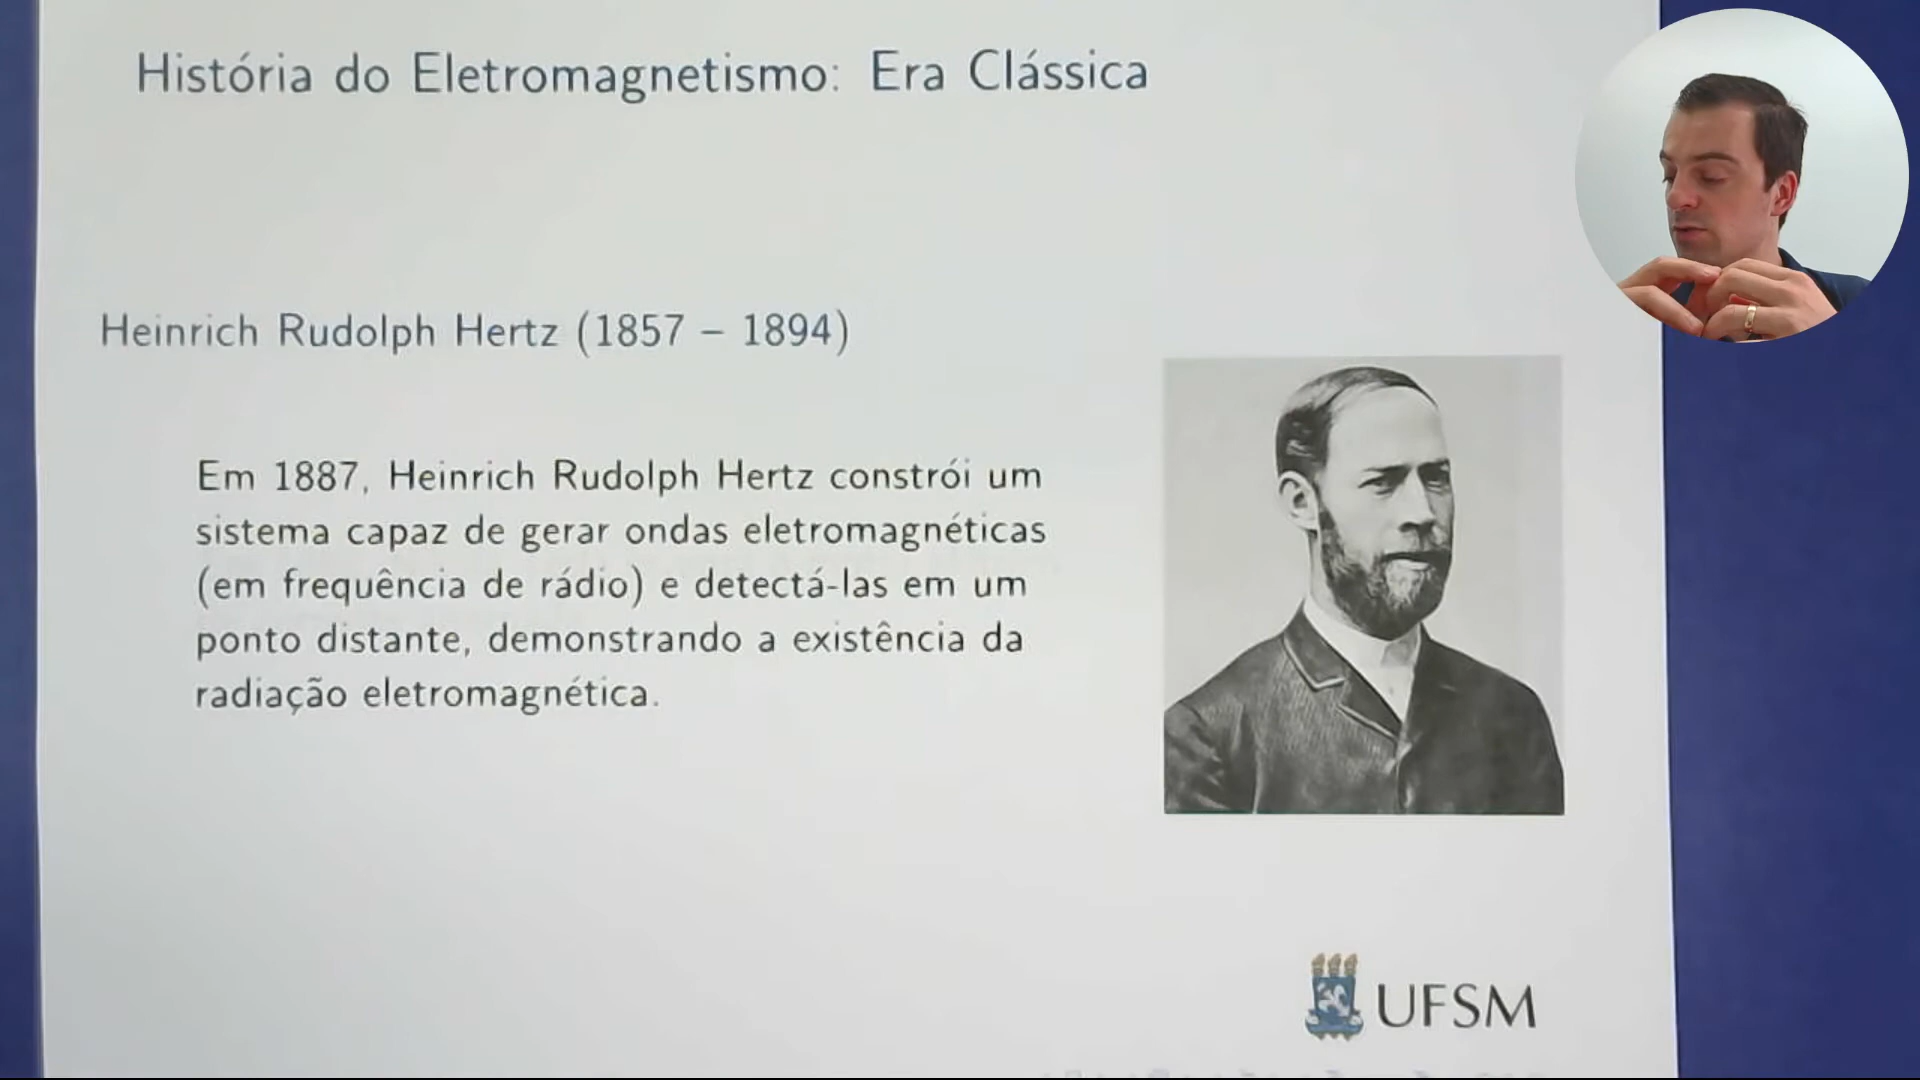 História do Eletromagnetismo: Era Clássica
Heinrich Rudolph Hertz (1857 – 1894)
Em 1887, Heinrich Rudolph Hertz constrói um
sistema capaz de gerar ondas eletromagnéticas
(em frequência de rádio) e detectá-las em um
ponto distante, demonstrando a existência da
radiação eletromagnética.
UFSM